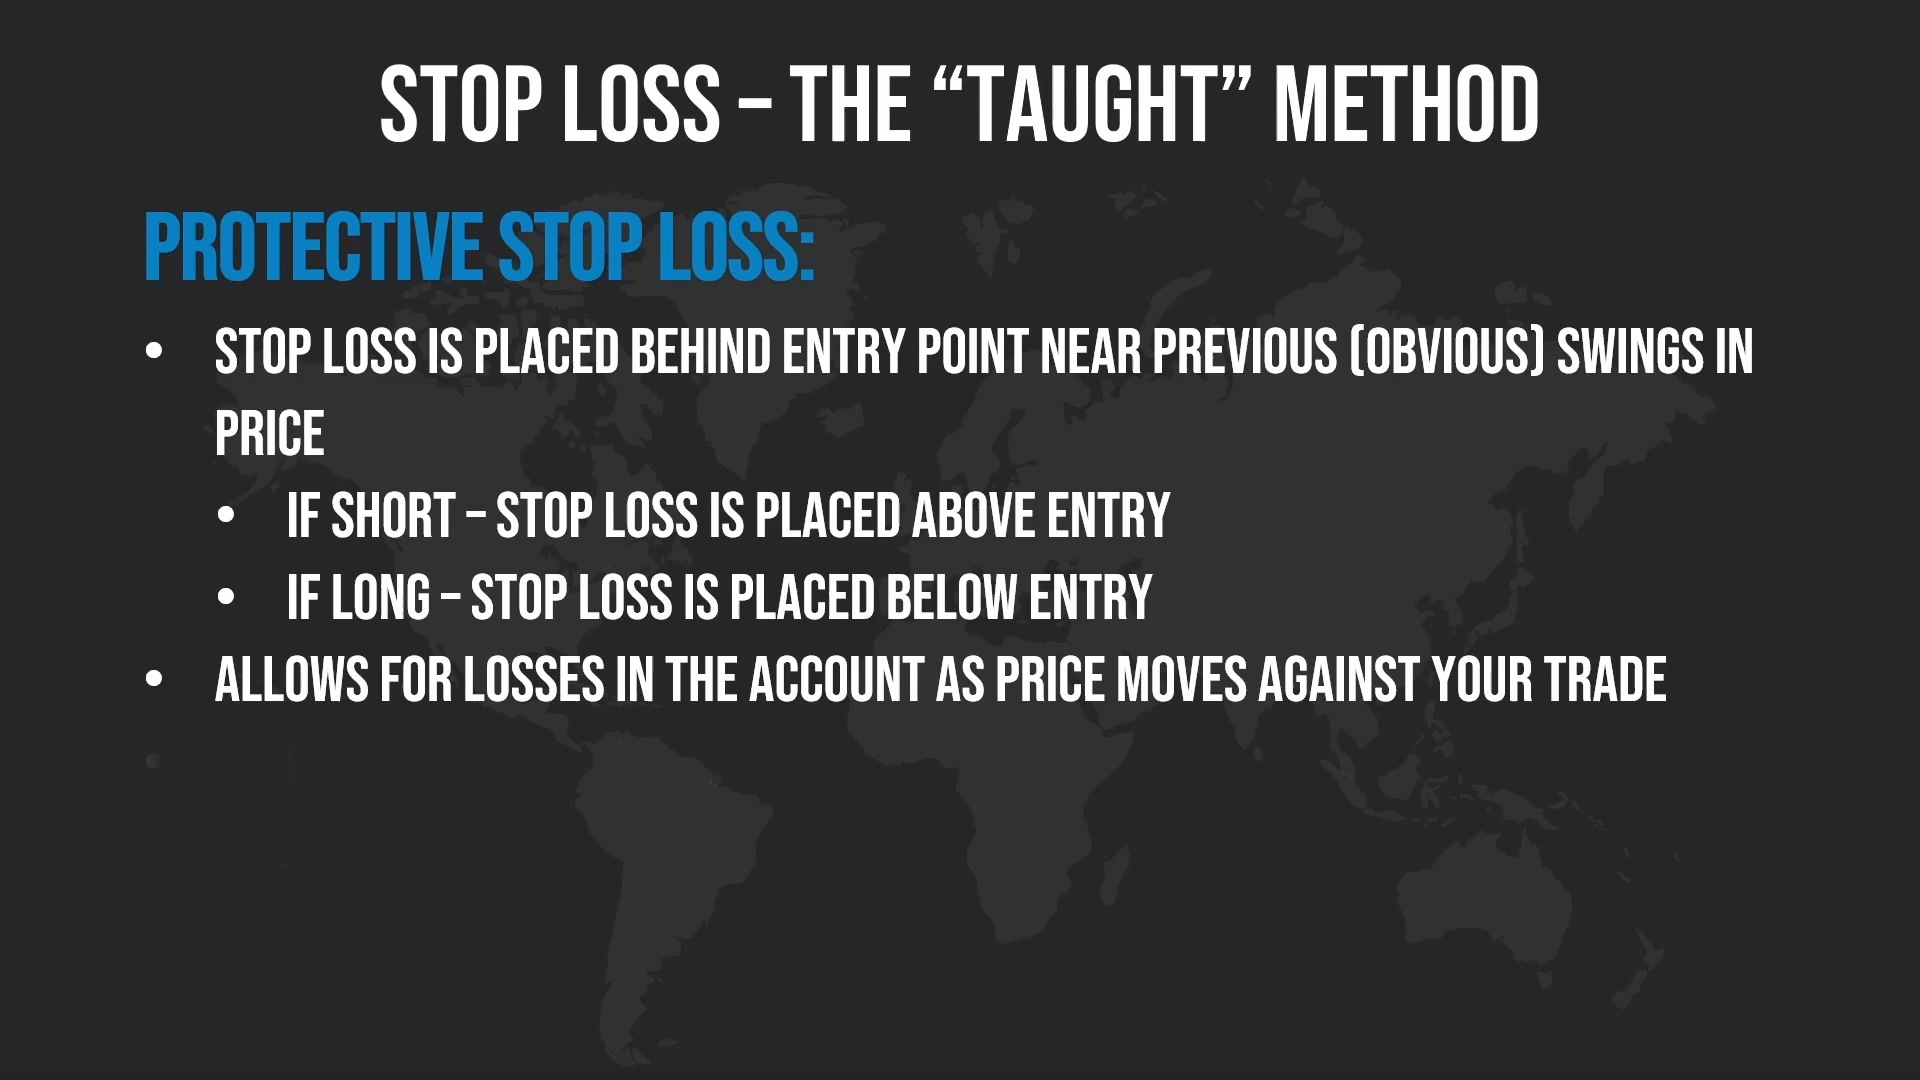 STOP LOSS – THE “TAUGHT” METHOD
PROTECTIVE STOP LOSS:
• STOP LOSS IS PLACED BEHIND ENTRY POINT NEAR PREVIOUS (OBVIOUS) SWINGS IN
PRICE
• IF SHORT – STOP LOSS IS PLACED ABOVE ENTRY
• IF LONG – STOP LOSS IS PLACED BELOW ENTRY
• ALLOWS FOR LOSSES IN THE ACCOUNT AS PRICE MOVES AGAINST YOUR TRADE